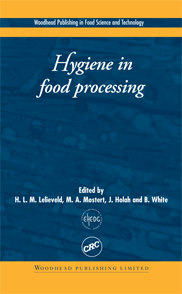 Woodhead Publishing in Food Science and Technology
Hygiene in
food processing
Edited by
H. L. M. Lelieveld, M. A. Mostert, J. Holah and B. White
EHEDG
CRC
WOODHEAD PUBLISHING LIMITED